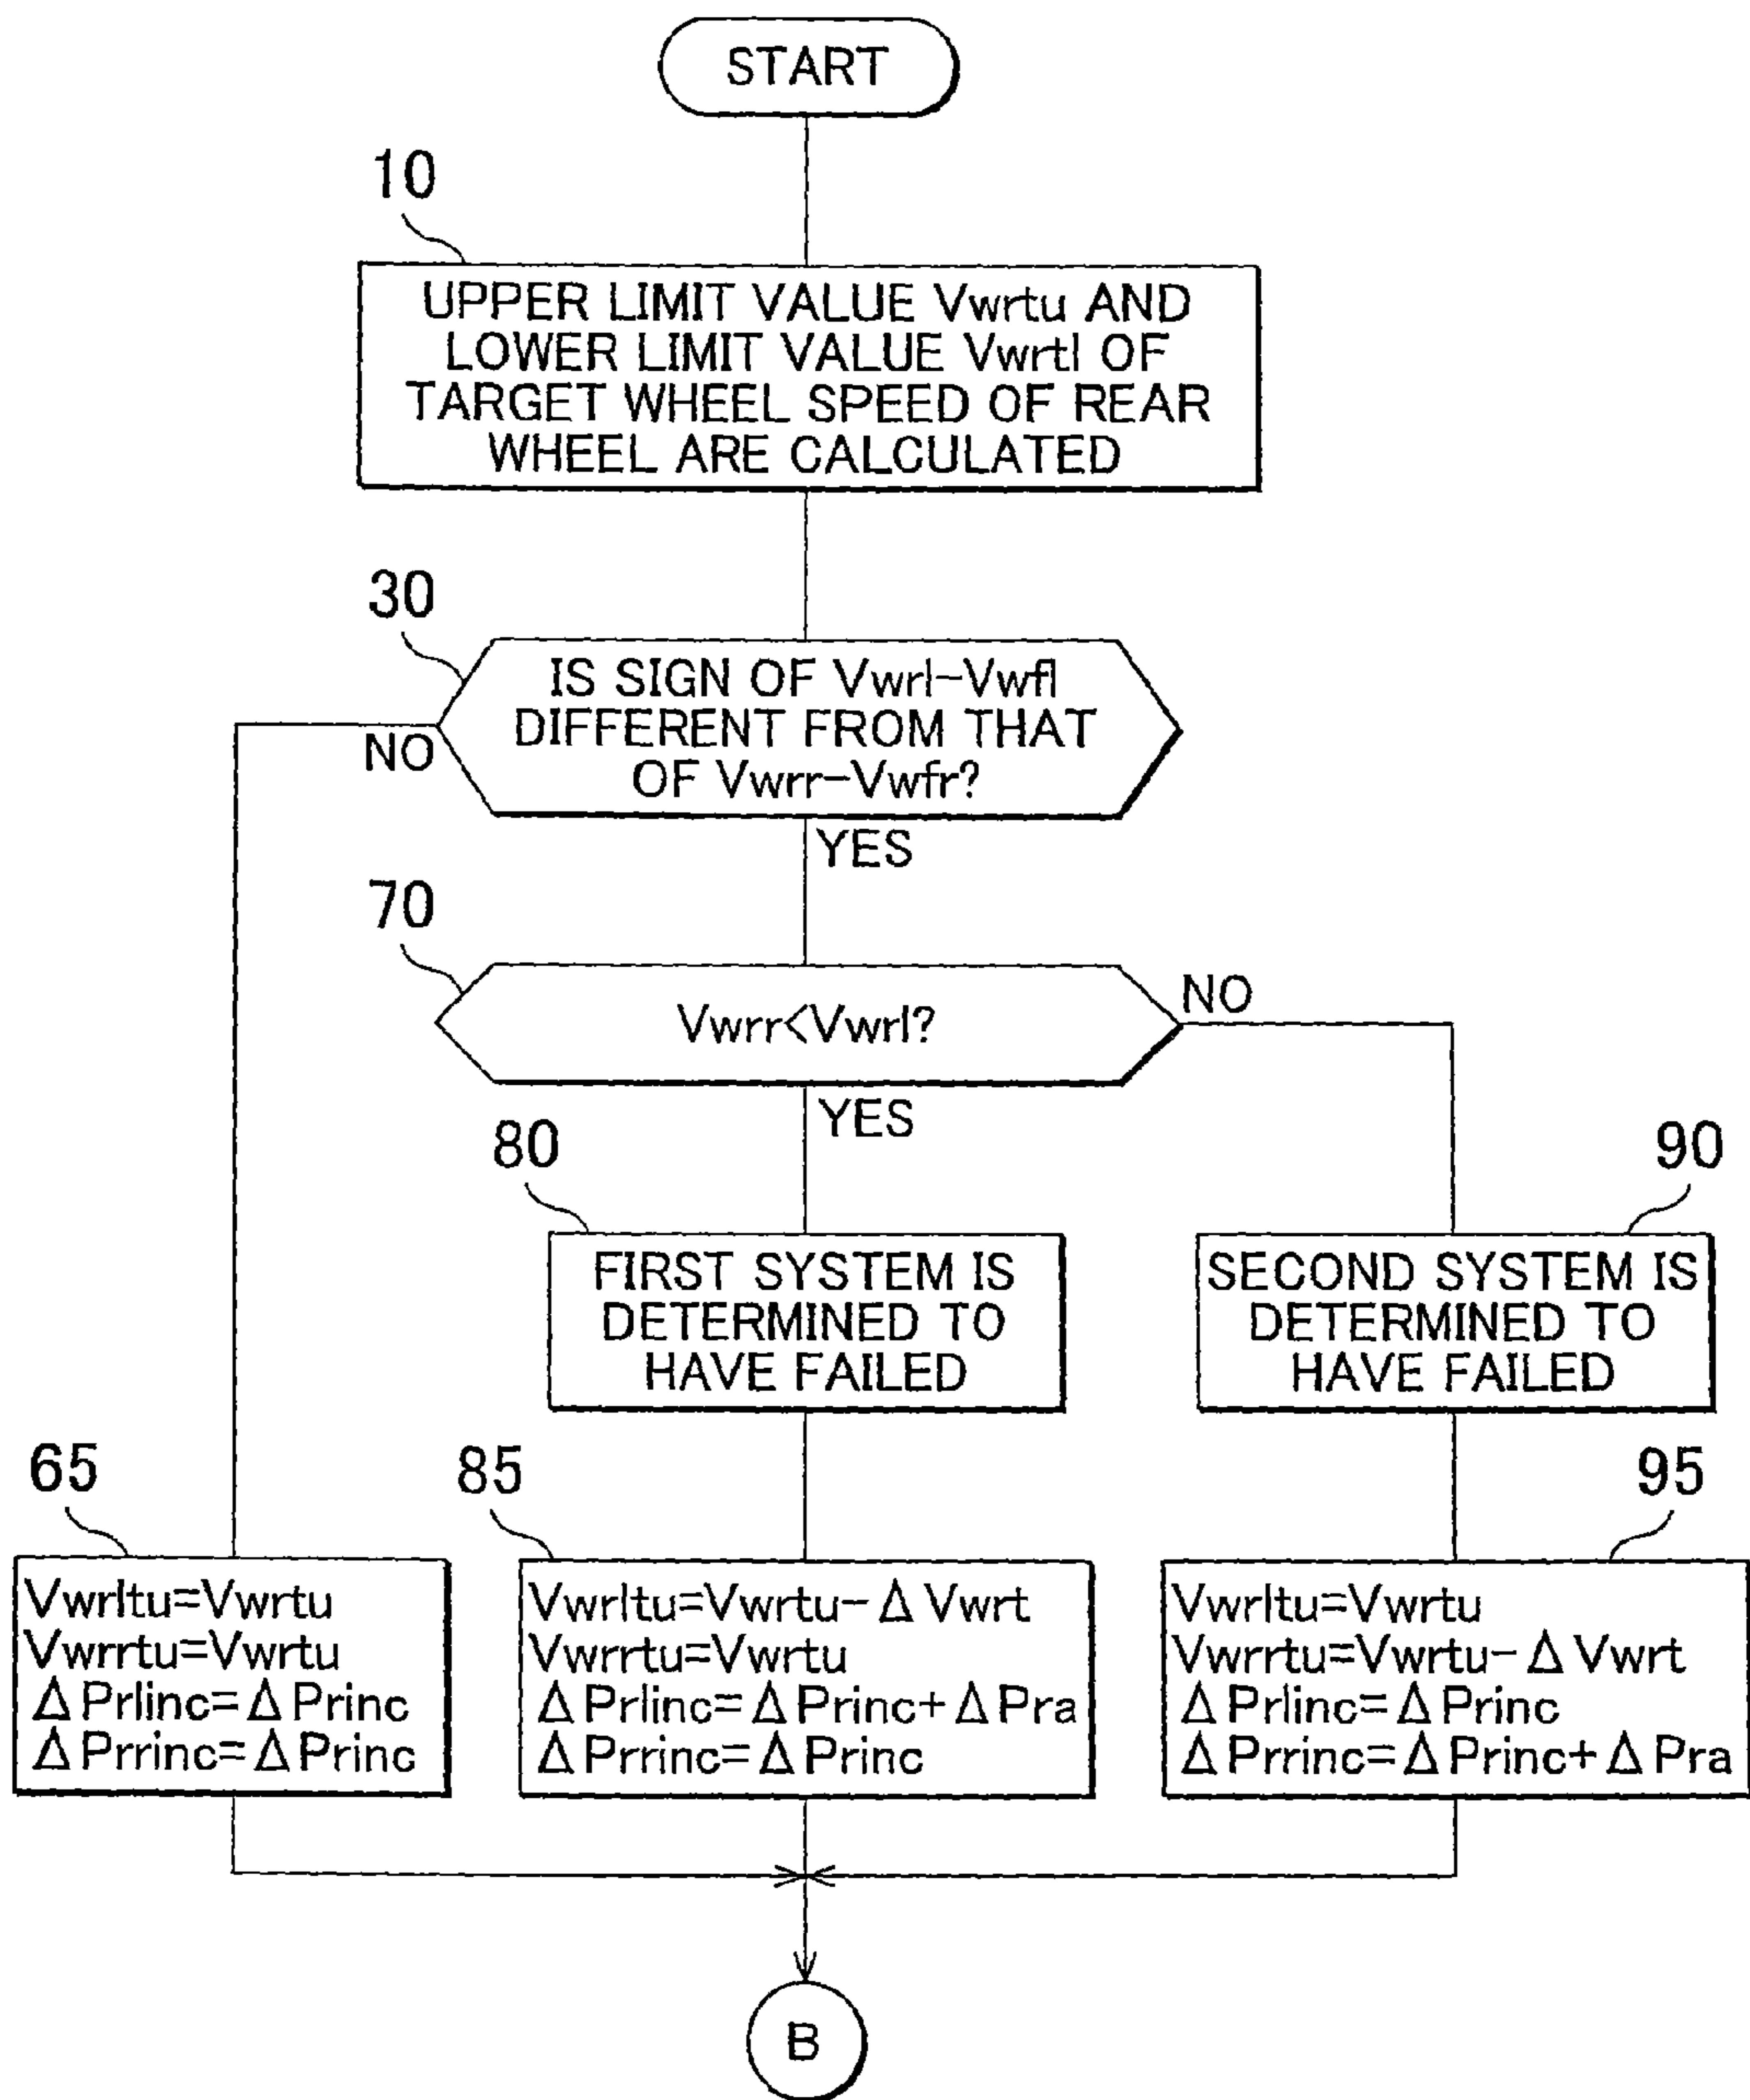 START
10
UPPER LIMIT VALUE Vwrtu AND
LOWER LIMIT VALUE Vwrtl OF
TARGET WHEEL SPEED OF REAR
WHEEL ARE CALCULATED
30
IS SIGN OF Vwrl-Vwfl
DIFFERENT FROM THAT
OF Vwrr-Vwfr?
NO
YES
70
Vwrr<Vwrl?
NO
YES
80
FIRST SYSTEM IS
DETERMINED TO
HAVE FAILED
90
SECOND SYSTEM IS
DETERMINED TO
HAVE FAILED
65
Vwrltu=Vwrtu
Vwrrtu=Vwrtu
ΔPrlinc=ΔPrinc
ΔPrrinc=ΔPrinc
85
Vwrltu=Vwrtu-ΔVwrt
Vwrrtu=Vwrtu
ΔPrlinc=ΔPrinc+ΔPra
ΔPrrinc=ΔPrinc
95
Vwrltu=Vwrtu
Vwrrtu=Vwrtu-ΔVwrt
ΔPrlinc=ΔPrinc
ΔPrrinc=ΔPrinc+ΔPra
B